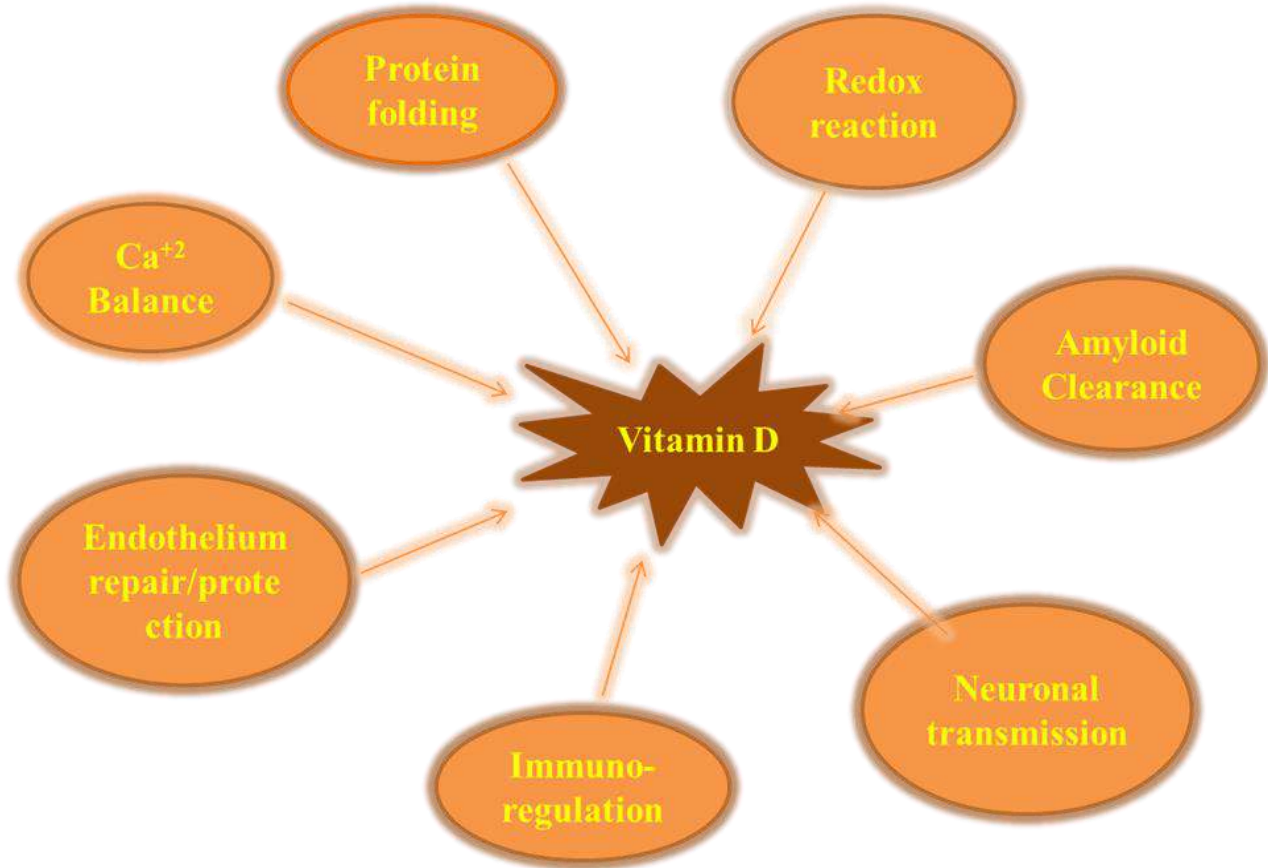 Protein
folding
Redox
reaction
Ca⁺²
Balance
Amyloid
Clearance
Vitamin D
Endothelium
repair/prote
ction
Neuronal
transmission
Immuno-
regulation